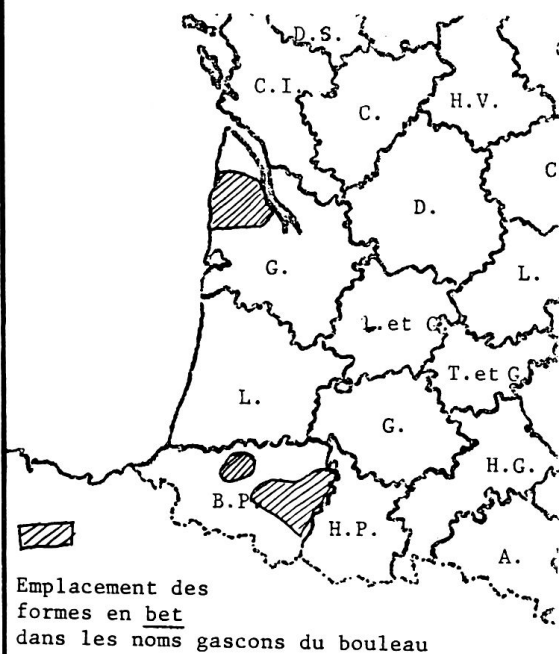 D.S.
C.I.
C.
H.V.
C
D.
G.
L.
L. et G.
T. et G.
L.
G.
H.G.
B.P.
H.P.
A.
Emplacement des
formes en bet
dans les noms gascons du bouleau